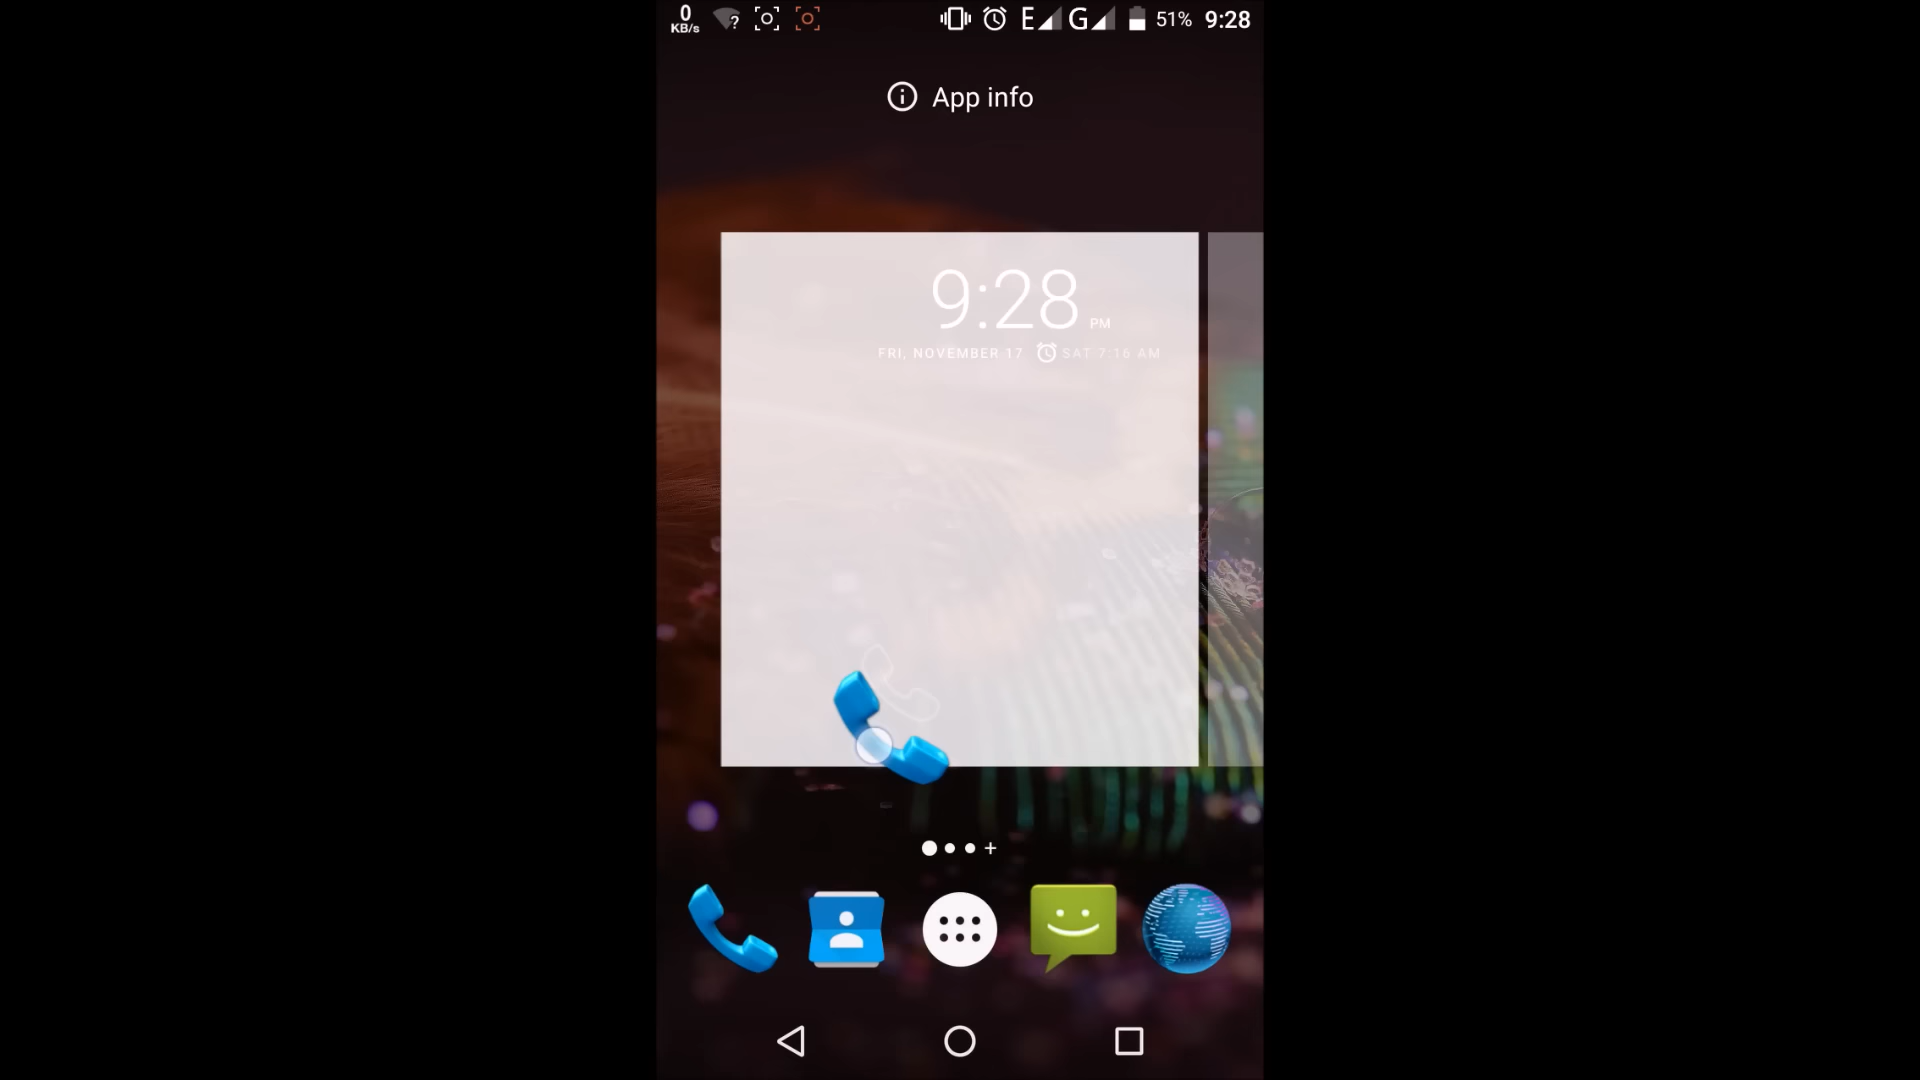 0 KB/s ? E G 51% 9:28
App info
9:28 PM
FRI, NOVEMBER 17 SAT 7:16 AM
+